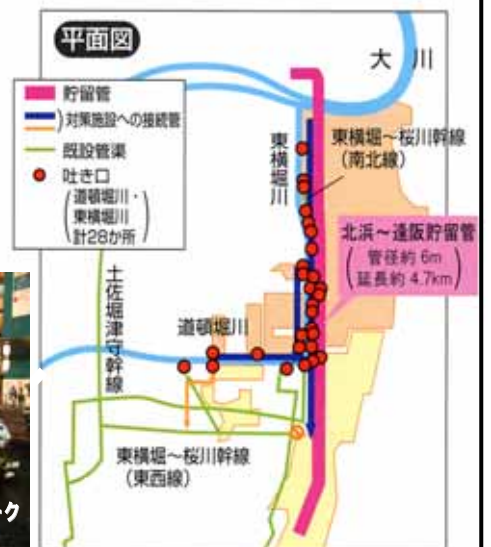 平面図
大川
貯留管
対策施設への接続管
既設管渠
吐き口
(道頓堀川・
東横堀川
計28か所)
東横堀川
東横堀~桜川幹線
(南北線)
北浜~逢阪貯留管
(管径約 6m
延長約 4.7km)
土佐堀津守幹線
道頓堀川
東横堀~桜川幹線
(東西線)
ーク